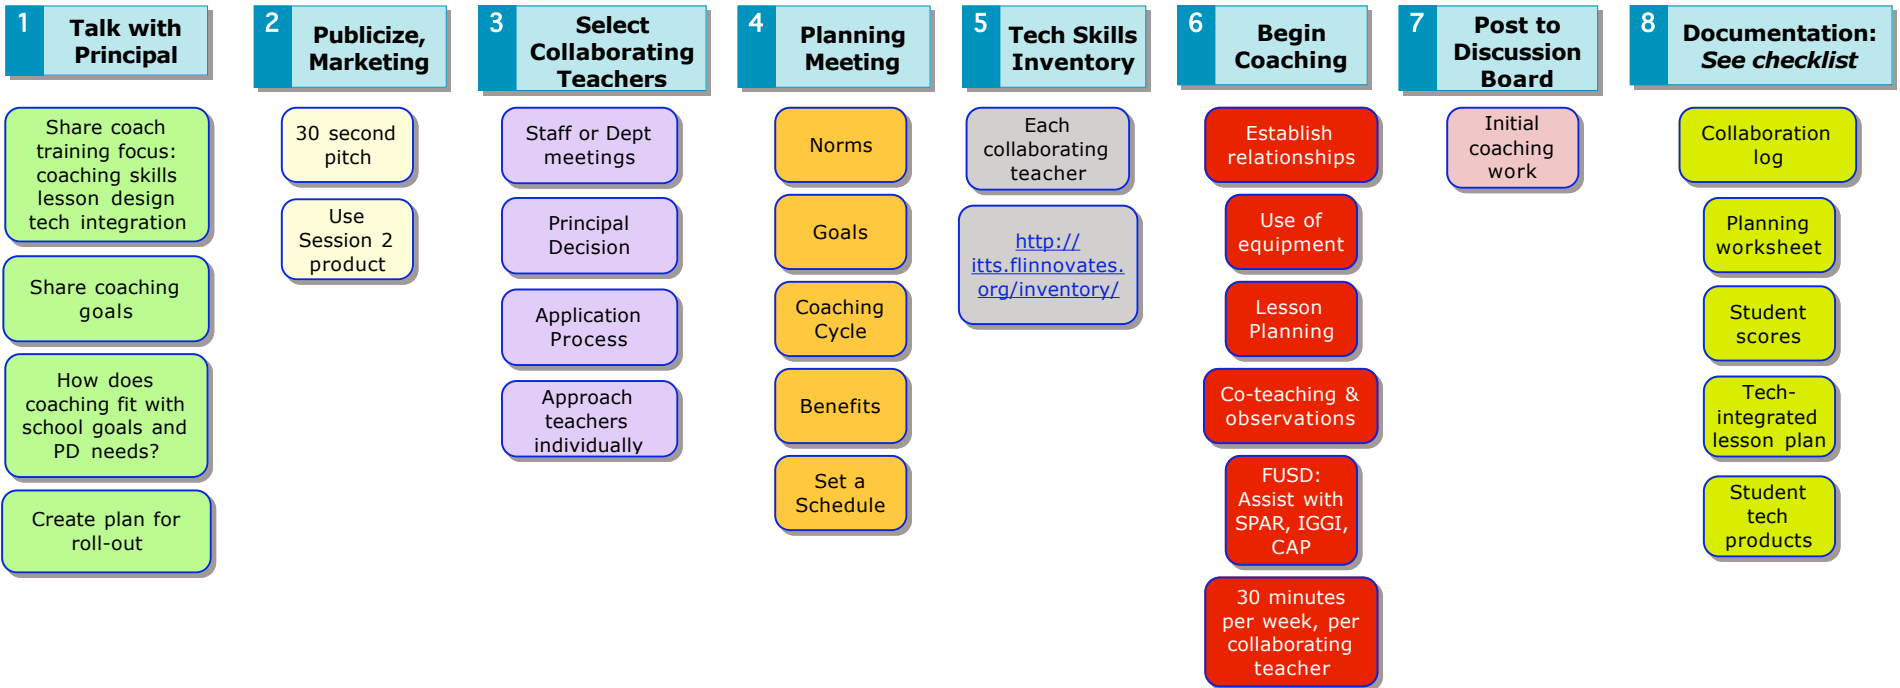 1
Talk with
Principal
Share coach
training focus:
coaching skills
lesson design
tech integration
Share coaching
goals
How does
coaching fit with
school goals and
PD needs?
Create plan for
roll-out
2
Publicize,
Marketing
30 second
pitch
Use
Session 2
product
3
Select
Collaborating
Teachers
Staff or Dept
meetings
Principal
Decision
Application
Process
Approach
teachers
individually
4
Planning
Meeting
Norms
Goals
Coaching
Cycle
Benefits
Set a
Schedule
5
Tech Skills
Inventory
Each
collaborating
teacher
http://
itts.flinnovates.
org/inventory/
6
Begin
Coaching
Establish
relationships
Use of
equipment
Lesson
Planning
Co-teaching &
observations
FUSD:
Assist with
SPAR, IGGI,
CAP
30 minutes
per week, per
collaborating
teacher
7
Post to
Discussion
Board
Initial
coaching
work
8
Documentation:
See checklist
Collaboration
log
Planning
worksheet
Student
scores
Tech-
integrated
lesson plan
Student
tech
products